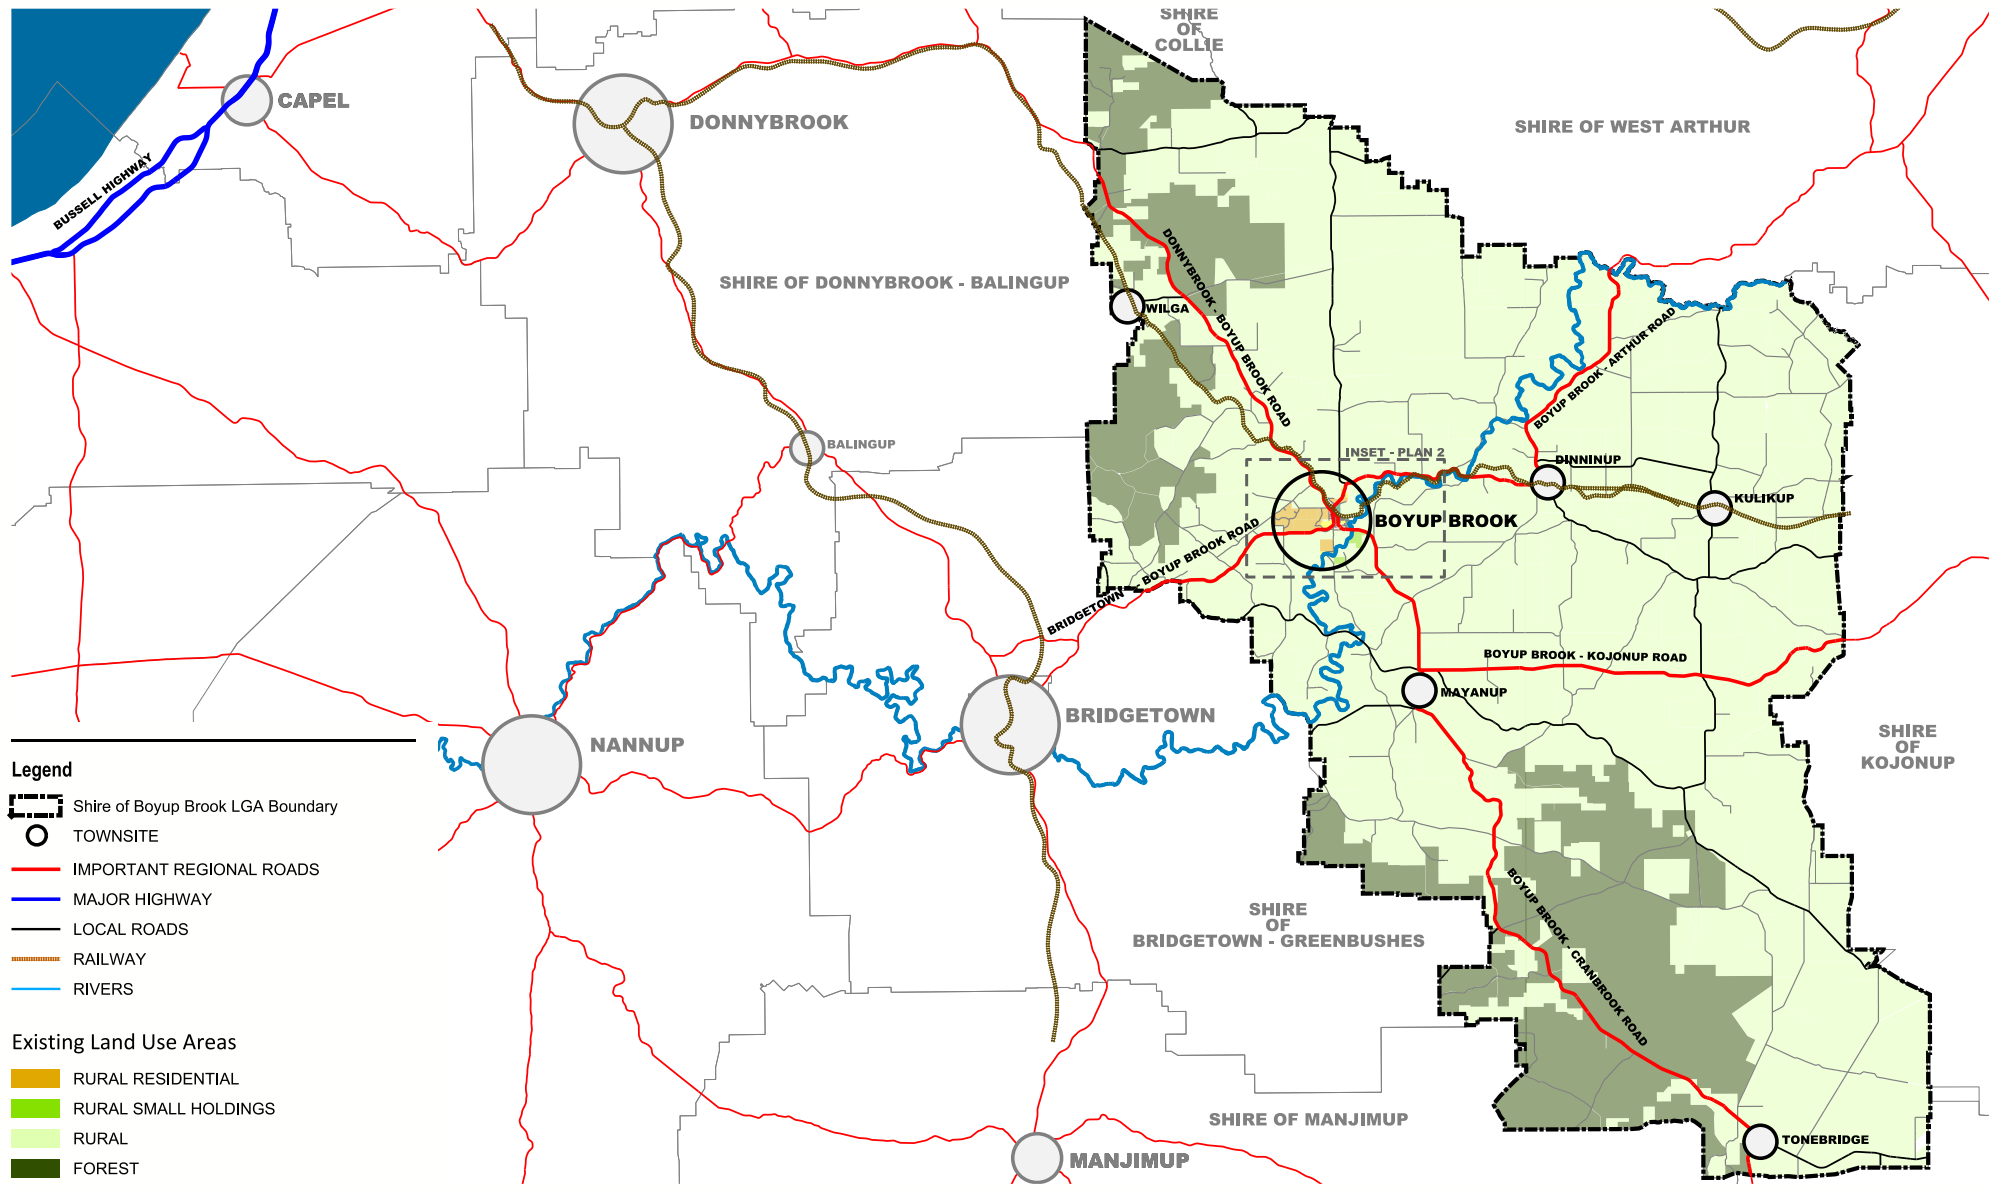 SHIRE
OF
COLLIE
CAPEL
DONNYBROOK
SHIRE OF WEST ARTHUR
BUSSELL HIGHWAY
SHIRE OF DONNYBROOK - BALINGUP
WILGA
DONNYBROOK - BOYUP BROOK ROAD
BOYUP BROOK - ARTHUR ROAD
BALINGUP
INSET - PLAN 2
DINNINUP
KULIKUP
BOYUP BROOK
BRIDGETOWN - BOYUP BROOK ROAD
BOYUP BROOK - KOJONUP ROAD
MAYANUP
BRIDGETOWN
NANNUP
SHIRE
OF
KOJONUP
SHIRE
OF
BRIDGETOWN - GREENBUSHES
BOYUP BROOK - CRANBROOK ROAD
SHIRE OF MANJIMUP
MANJIMUP
TONEBRIDGE
Legend
Shire of Boyup Brook LGA Boundary
TOWNSITE
IMPORTANT REGIONAL ROADS
MAJOR HIGHWAY
LOCAL ROADS
RAILWAY
RIVERS
Existing Land Use Areas
RURAL RESIDENTIAL
RURAL SMALL HOLDINGS
RURAL
FOREST